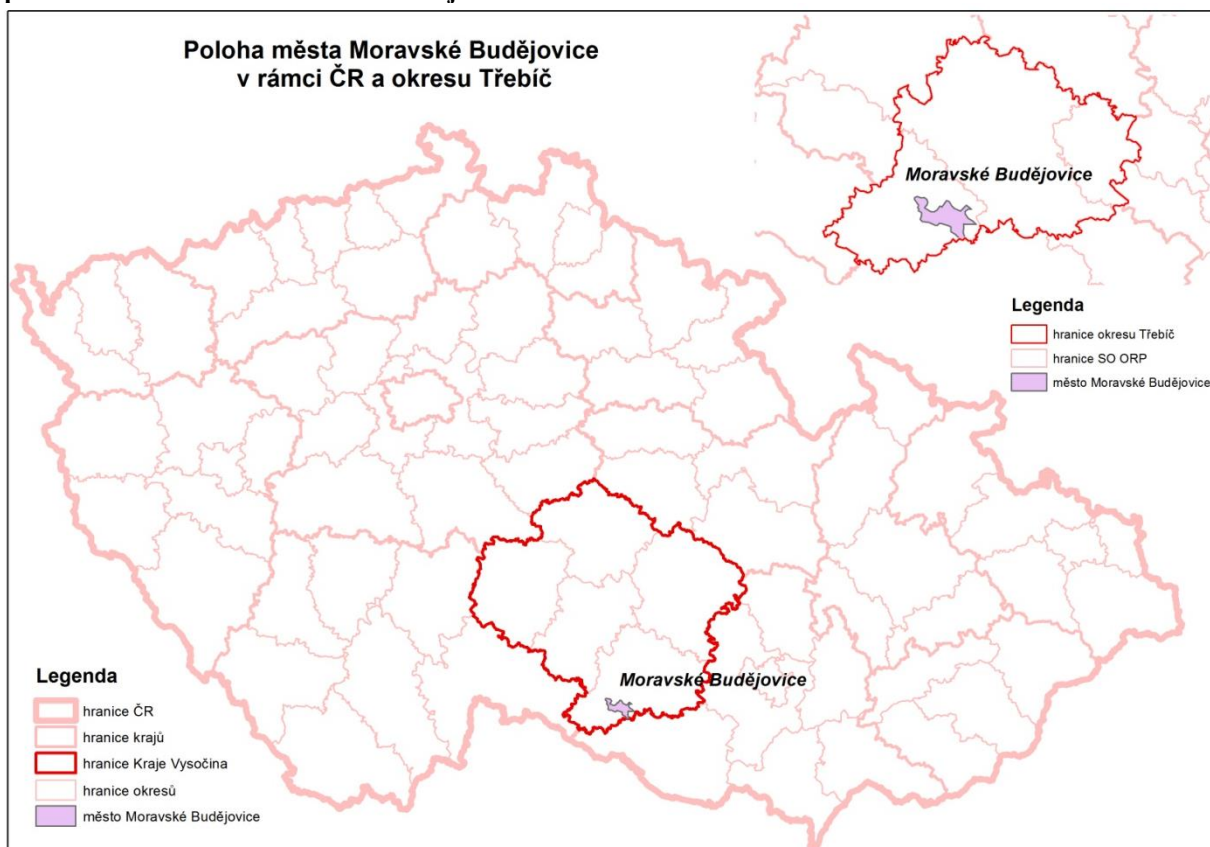 Poloha města Moravské Budějovice
v rámci ČR a okresu Třebíč
Moravské Budějovice
Legenda
hranice okresu Třebíč
hranice SO ORP
město Moravské Budějovice
Moravské Budějovice
Legenda
hranice ČR
hranice krajů
hranice Kraje Vysočina
hranice okresů
město Moravské Budějovice